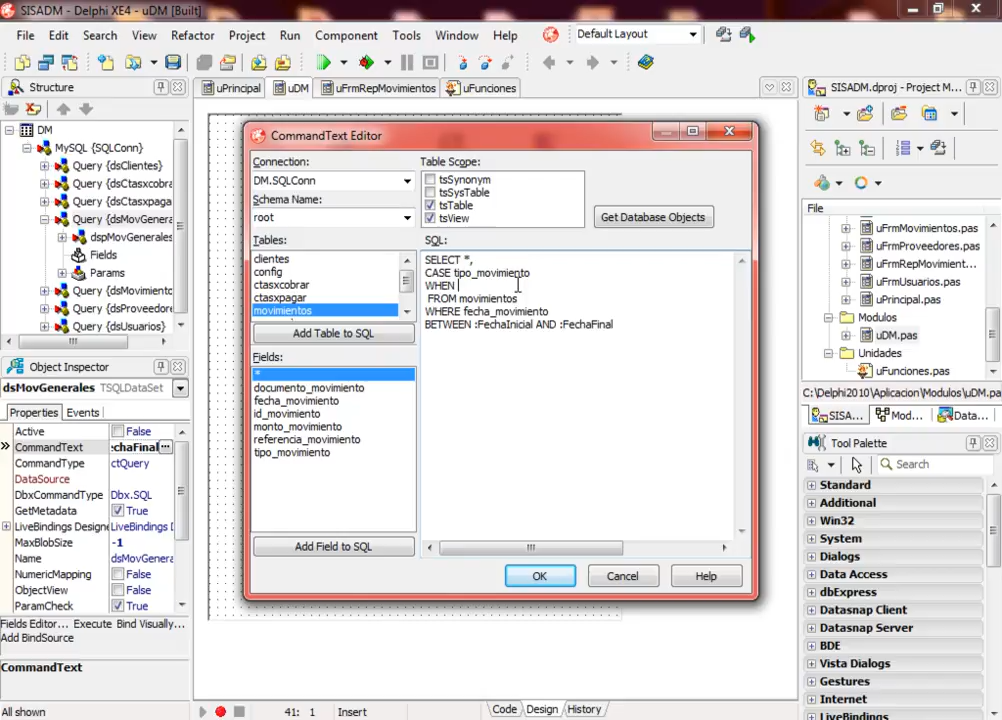 SISADM - Delphi XE4 - uDM [Built]
File Edit Search View Refactor Project Run Component Tools Window Help
Default Layout
Structure
uPrincipal uDM uFrmRepMovimientos uFunciones
SISADM.dproj - Project M...
DM
MySQL {SQLConn}
Query {dsClientes}
Query {dsCtasxcobra
Query {dsCtasxpaga
Query {dsMovGenera
dspMovGenerales
Fields
Params
Query {dsMovimiento
Query {dsProveedore
Query {dsUsuarios}
CommandText Editor
Connection:
DM.SQLConn
Schema Name:
root
Table Scope:
tsSynonym
tsSysTable
tsTable
tsView
Get Database Objects
Tables:
clientes
config
ctasxcobrar
ctasxpagar
movimientos
Add Table to SQL
Fields:
*
documento_movimiento
fecha_movimiento
id_movimiento
monto_movimiento
referencia_movimiento
tipo_movimiento
Add Field to SQL
SQL:
SELECT *,
CASE tipo_movimiento
WHEN
FROM movimientos
WHERE fecha_movimiento
BETWEEN :FechaInicial AND :FechaFinal
OK Cancel Help
Object Inspector
dsMovGenerales TSQLDataSet
Properties Events
Active False
CommandText :chaFinal ...
CommandType ctQuery
DataSource
DbxCommandType Dbx.SQL
GetMetadata True
LiveBindings Designe LiveBindings D
MaxBlobSize -1
Name dsMovGenera
NumericMapping False
ObjectView False
ParamCheck True
Fields Editor... Execute Bind Visually...
Add BindSource
CommandText
All shown
41: 1 Insert
Code Design History
File
uFrmMovimientos.pas
uFrmProveedores.pas
uFrmRepMovimient...
uFrmUsuarios.pas
uPrincipal.pas
Modulos
uDM.pas
Unidades
uFunciones.pas
C:\Delphi2010\Aplicacion\Modulos\uDM.pa
SISA... Mod... Data...
Tool Palette
Search
Standard
Additional
Win32
System
Dialogs
Data Access
dbExpress
Datasnap Client
Datasnap Server
BDE
Vista Dialogs
Gestures
Internet